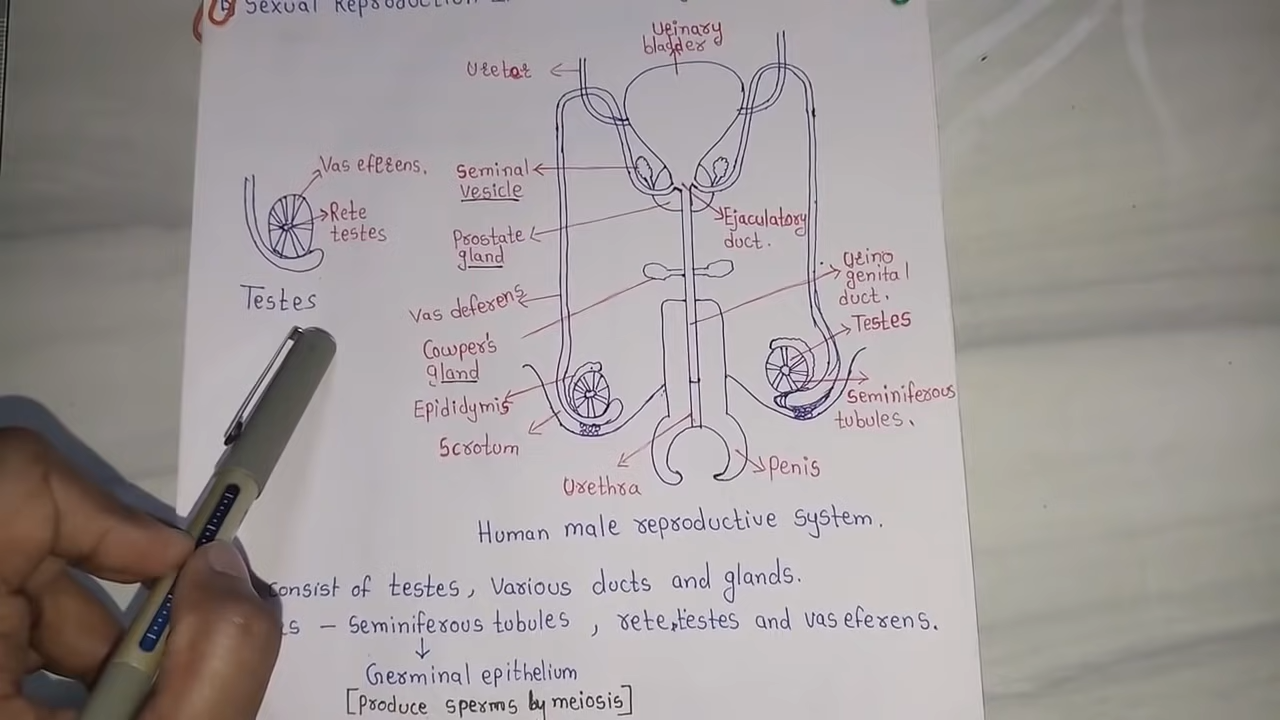 Sexual Reproduction
Urinary
bladder
Uretor
Vas efferens.
Rete
testes
Testes
Seminal
vesicle
Ejaculatory
duct.
Prostate
gland
Urino
genital
duct.
Vas deferens
Testes
Cowper's
gland
Seminiferous
tubules.
Epididymis
Scrotum
Penis
Urethra
Human male reproductive system.
consist of testes, Various ducts and glands.
es – Seminiferous tubules, rete testes and vas eferens.
Germinal epithelium
[Produce sperms by meiosis]